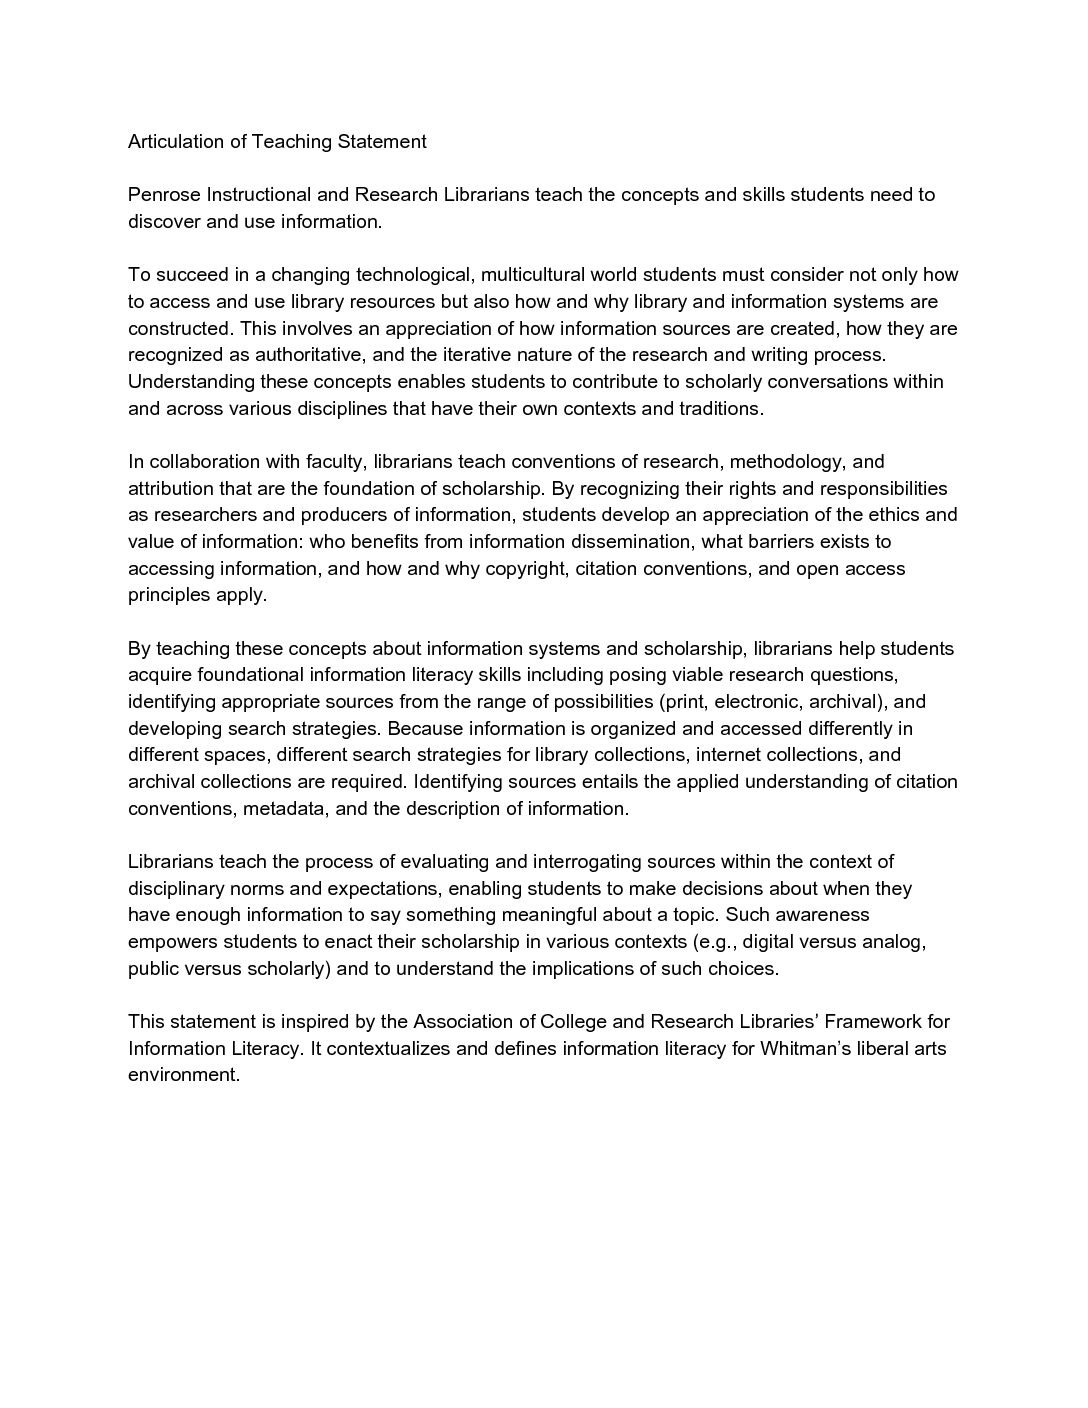 Articulation of Teaching Statement
Penrose Instructional and Research Librarians teach the concepts and skills students need to
discover and use information.
To succeed in a changing technological, multicultural world students must consider not only how
to access and use library resources but also how and why library and information systems are
constructed. This involves an appreciation of how information sources are created, how they are
recognized as authoritative, and the iterative nature of the research and writing process.
Understanding these concepts enables students to contribute to scholarly conversations within
and across various disciplines that have their own contexts and traditions.
In collaboration with faculty, librarians teach conventions of research, methodology, and
attribution that are the foundation of scholarship. By recognizing their rights and responsibilities
as researchers and producers of information, students develop an appreciation of the ethics and
value of information: who benefits from information dissemination, what barriers exists to
accessing information, and how and why copyright, citation conventions, and open access
principles apply.
By teaching these concepts about information systems and scholarship, librarians help students
acquire foundational information literacy skills including posing viable research questions,
identifying appropriate sources from the range of possibilities (print, electronic, archival), and
developing search strategies. Because information is organized and accessed differently in
different spaces, different search strategies for library collections, internet collections, and
archival collections are required. Identifying sources entails the applied understanding of citation
conventions, metadata, and the description of information.
Librarians teach the process of evaluating and interrogating sources within the context of
disciplinary norms and expectations, enabling students to make decisions about when they
have enough information to say something meaningful about a topic. Such awareness
empowers students to enact their scholarship in various contexts (e.g., digital versus analog,
public versus scholarly) and to understand the implications of such choices.
This statement is inspired by the Association of College and Research Libraries’ Framework for
Information Literacy. It contextualizes and defines information literacy for Whitman’s liberal arts
environment.